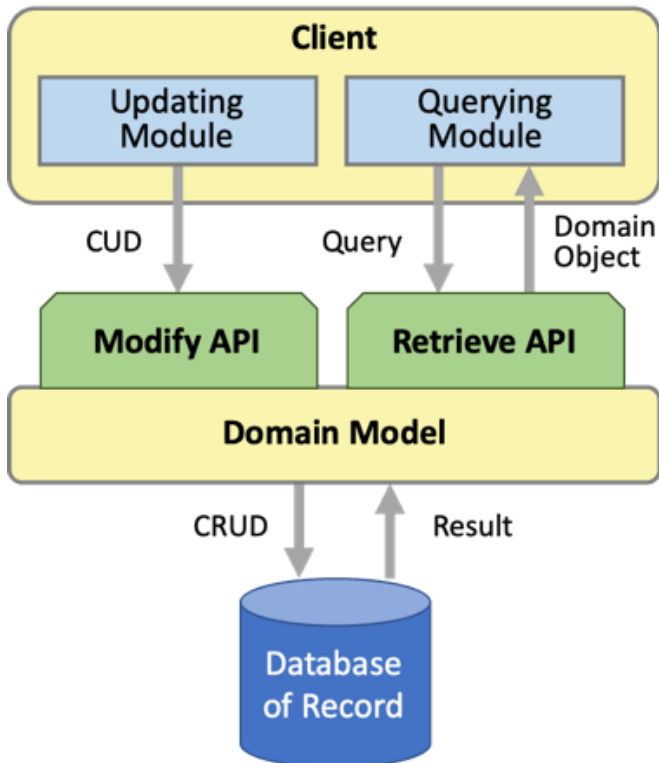 Client
Updating
Module
Querying
Module
CUD
Query
Domain
Object
Modify API
Retrieve API
Domain Model
CRUD
Result
Database
of Record